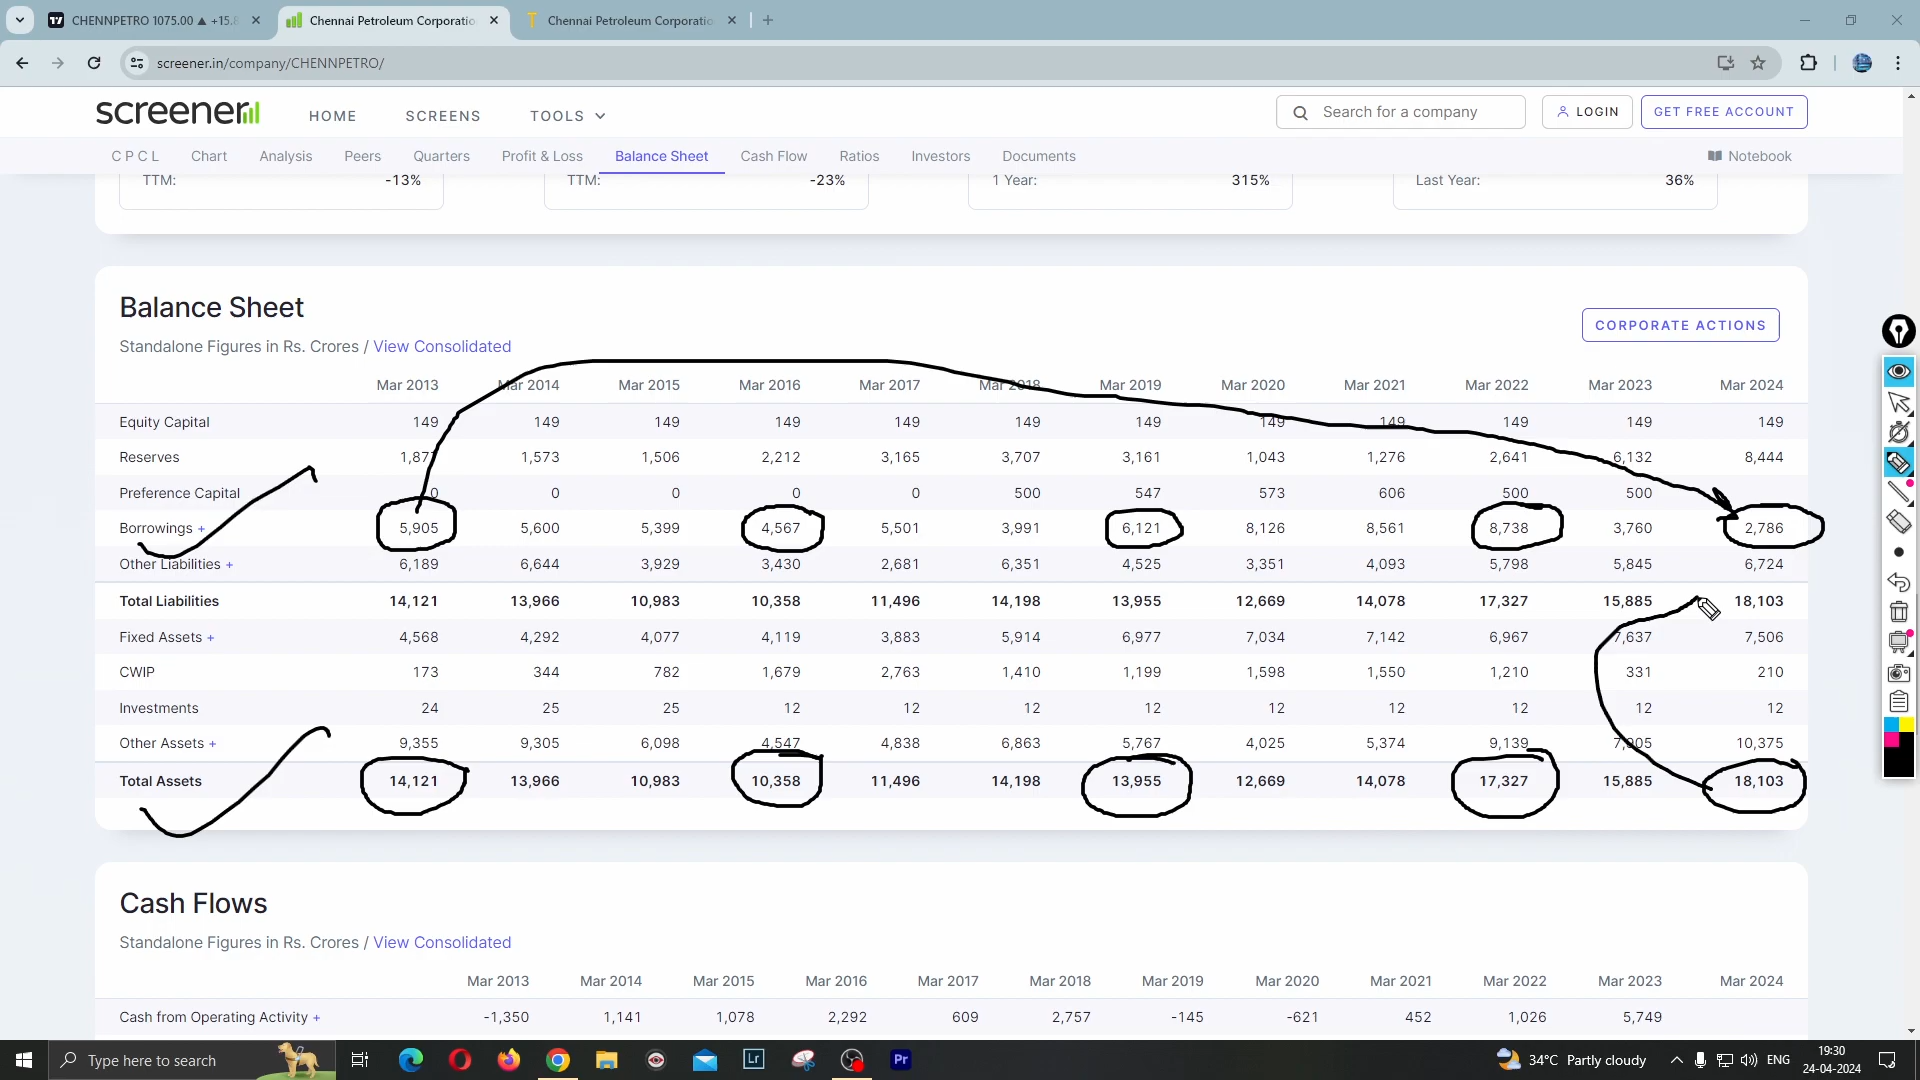 CHENNPETRO 1075.00 ▲ +15.8
Chennai Petroleum Corporatio
Chennai Petroleum Corporatio
screener.in/company/CHENNPETRO/
screener HOME SCREENS TOOLS Search for a company LOGIN GET FREE ACCOUNT
C P C L Chart Analysis Peers Quarters Profit & Loss Balance Sheet Cash Flow Ratios Investors Documents Notebook
TTM: -13% TTM: -23% 1 Year: 315% Last Year: 36%
Balance Sheet
CORPORATE ACTIONS
Standalone Figures in Rs. Crores / View Consolidated
Mar 2013 Mar 2014 Mar 2015 Mar 2016 Mar 2017 Mar 2018 Mar 2019 Mar 2020 Mar 2021 Mar 2022 Mar 2023 Mar 2024
Equity Capital 149 149 149 149 149 149 149 149 149 149 149 149
Reserves 1,877 1,573 1,506 2,212 3,165 3,707 3,161 1,043 1,276 2,641 6,132 8,444
Preference Capital 0 0 0 0 0 500 547 573 606 500 500
Borrowings + 5,905 5,600 5,399 4,567 5,501 3,991 6,121 8,126 8,561 8,738 3,760 2,786
Other Liabilities + 6,189 6,644 3,929 3,430 2,681 6,351 4,525 3,351 4,093 5,798 5,845 6,724
Total Liabilities 14,121 13,966 10,983 10,358 11,496 14,198 13,955 12,669 14,078 17,327 15,885 18,103
Fixed Assets + 4,568 4,292 4,077 4,119 3,883 5,914 6,977 7,034 7,142 6,967 7,637 7,506
CWIP 173 344 782 1,679 2,763 1,410 1,199 1,598 1,550 1,210 331 210
Investments 24 25 25 12 12 12 12 12 12 12 12 12
Other Assets + 9,355 9,305 6,098 4,547 4,838 6,863 5,767 4,025 5,374 9,139 7,905 10,375
Total Assets 14,121 13,966 10,983 10,358 11,496 14,198 13,955 12,669 14,078 17,327 15,885 18,103
Cash Flows
Standalone Figures in Rs. Crores / View Consolidated
Mar 2013 Mar 2014 Mar 2015 Mar 2016 Mar 2017 Mar 2018 Mar 2019 Mar 2020 Mar 2021 Mar 2022 Mar 2023 Mar 2024
Cash from Operating Activity + -1,350 1,141 1,078 2,292 609 2,757 -145 -621 452 1,026 5,749
Type here to search Lr Pr 34°C Partly cloudy ENG 19:30
24-04-2024